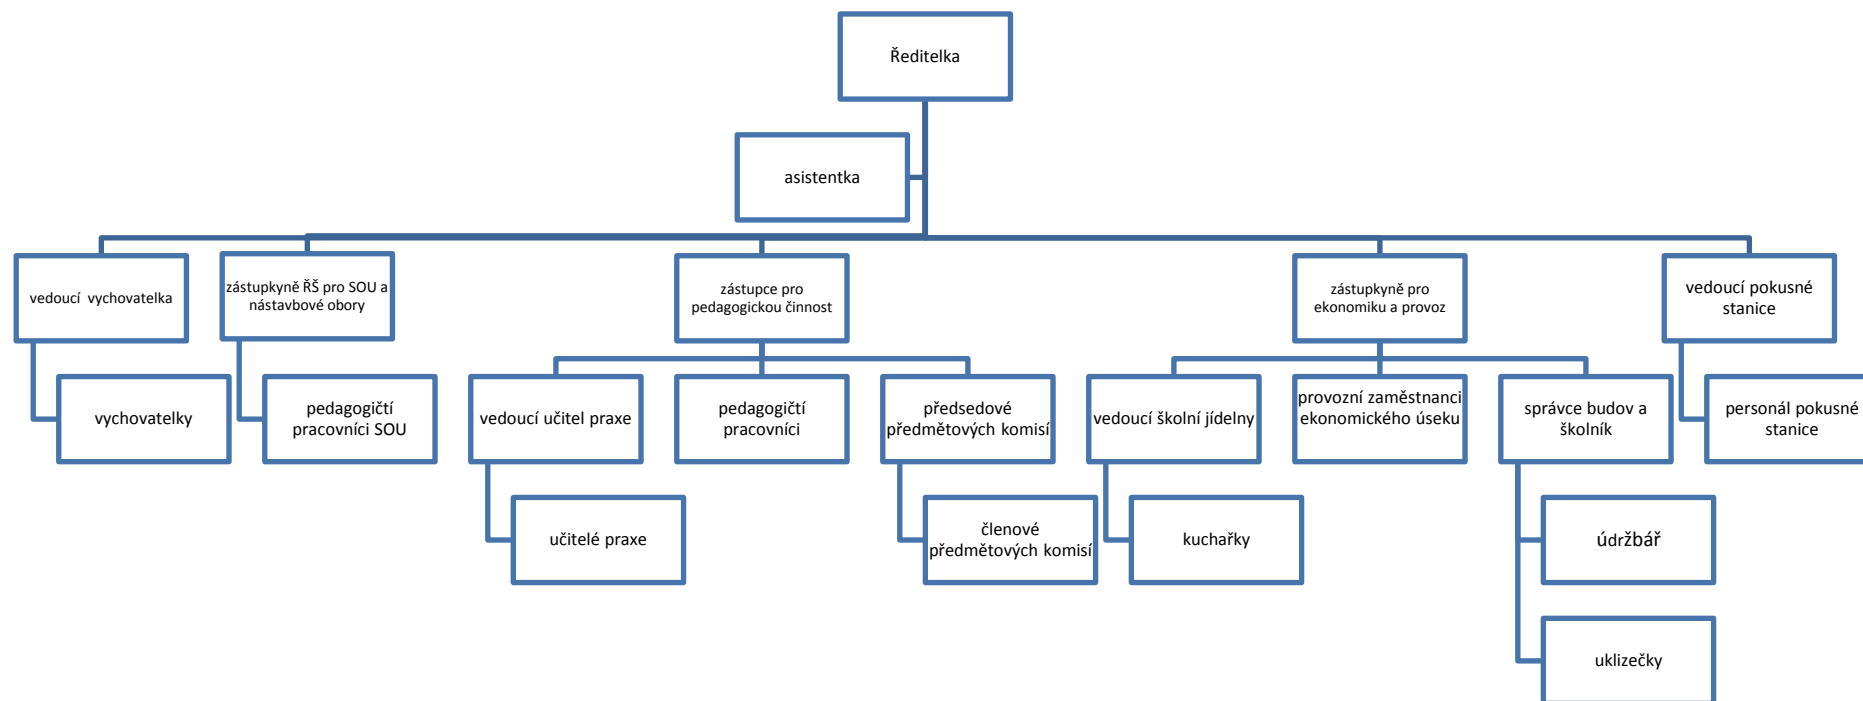 Ředitelka
asistentka
vedoucí vychovatelka
zástupkyně ŘŠ pro SOU a
nástavbové obory
zástupce pro
pedagogickou činnost
zástupkyně pro
ekonomiku a provoz
vedoucí pokusné
stanice
vychovatelky
pedagogičtí
pracovníci SOU
vedoucí učitel praxe
pedagogičtí
pracovníci
předsedové
předmětových komisí
vedoucí školní jídelny
provozní zaměstnanci
ekonomického úseku
správce budov a
školník
personál pokusné
stanice
učitelé praxe
členové
předmětových komisí
kuchařky
údržbář
uklizečky